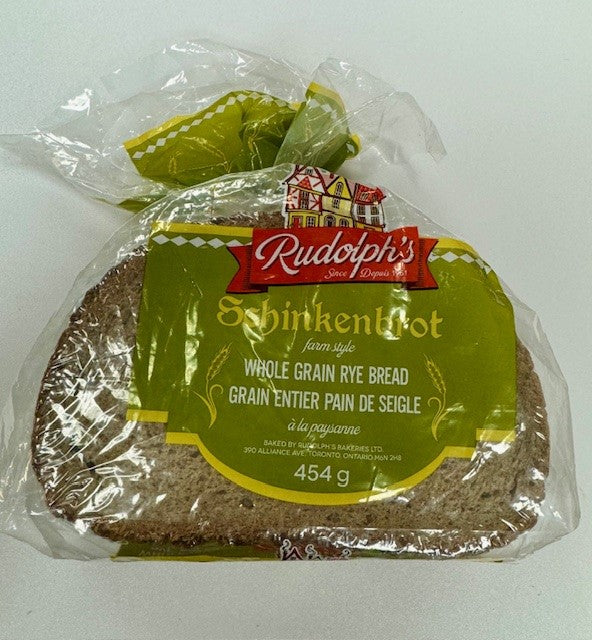 Rudolph's
Since Depuis 1951
Schinkenbrot
farm style
WHOLE GRAIN RYE BREAD
GRAIN ENTIER PAIN DE SEIGLE
à la paysanne
BAKED BY RUDOLPH'S BAKERIES LTD.
390 ALLIANCE AVE. TORONTO, ONTARIO M6N 2H8
454 g